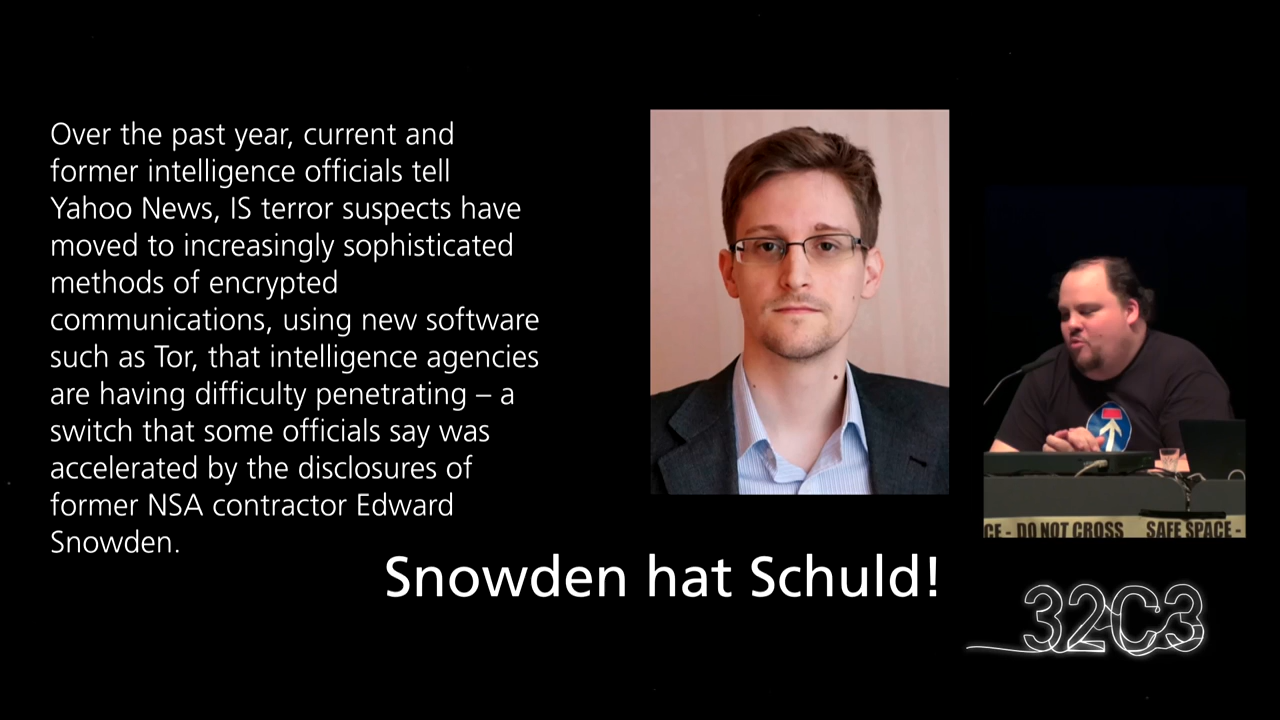 Over the past year, current and
former intelligence officials tell
Yahoo News, IS terror suspects have
moved to increasingly sophisticated
methods of encrypted
communications, using new software
such as Tor, that intelligence agencies
are having difficulty penetrating – a
switch that some officials say was
accelerated by the disclosures of
former NSA contractor Edward
Snowden.
Snowden hat Schuld!
CE - DO NOT CROSS SAFE SPACE -
32C3